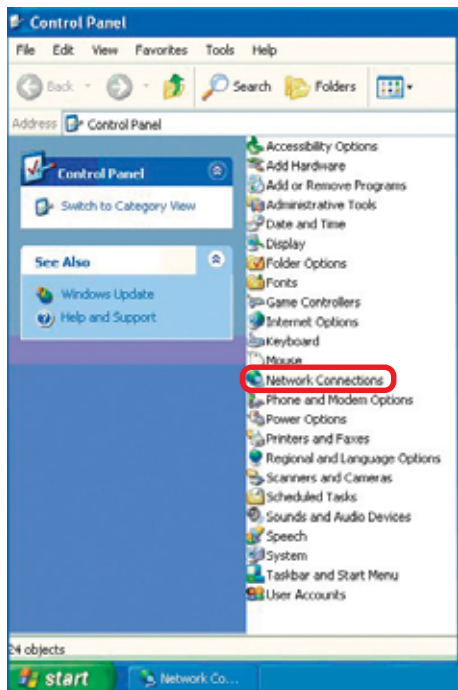 Control Panel
File Edit View Favorites Tools Help
Back Search Folders
Address Control Panel
Control Panel
Switch to Category View
See Also
Windows Update
Help and Support
Accessibility Options
Add Hardware
Add or Remove Programs
Administrative Tools
Date and Time
Display
Folder Options
Fonts
Game Controllers
Internet Options
Keyboard
Mouse
Network Connections
Phone and Modem Options
Power Options
Printers and Faxes
Regional and Language Options
Scanners and Cameras
Scheduled Tasks
Sounds and Audio Devices
Speech
System
Taskbar and Start Menu
User Accounts
24 objects
start Network Co...